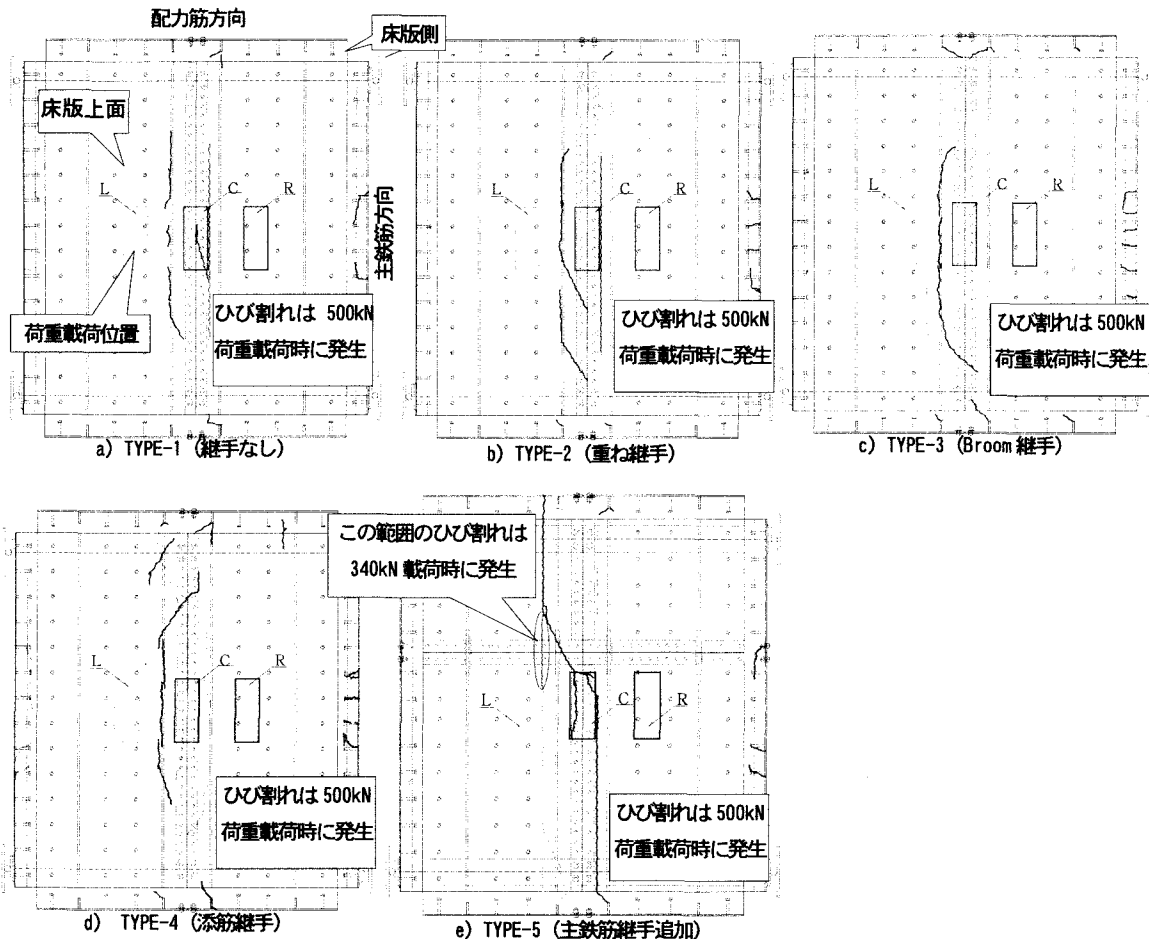 配力筋方向
床版側
床版上面
L
C
R
主鉄筋方向
荷重載荷位置
ひび割れは 500kN
荷重載荷時に発生
a) TYPE-1 (継手なし)
L
C
R
ひび割れは 500kN
荷重載荷時に発生
b) TYPE-2 (重ね継手)
L
C
R
ひび割れは 500kN
荷重載荷時に発生
c) TYPE-3 (Broom 継手)
L
C
R
ひび割れは 500kN
荷重載荷時に発生
d) TYPE-4 (添筋継手)
この範囲のひび割れは
340kN 載荷時に発生
L
C
R
ひび割れは 500kN
荷重載荷時に発生
e) TYPE-5 (主鉄筋継手追加)